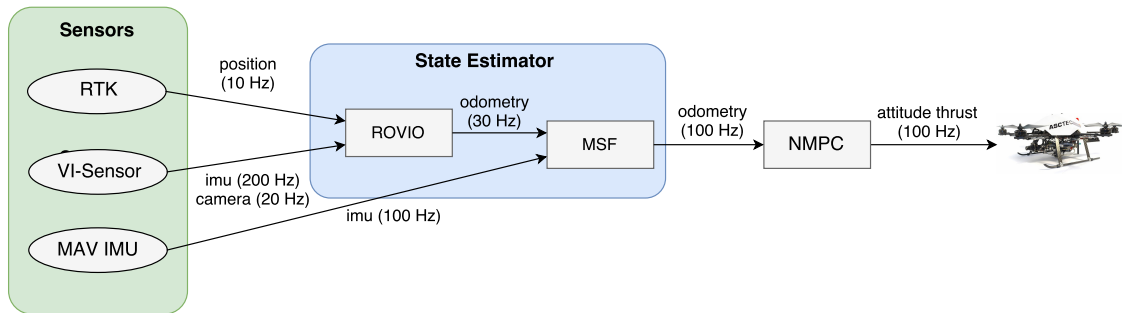 Sensors
RTK
VI-Sensor
MAV IMU
position
(10 Hz)
imu (200 Hz)
camera (20 Hz)
imu (100 Hz)
State Estimator
ROVIO
odometry
(30 Hz)
MSF
odometry
(100 Hz)
NMPC
attitude thrust
(100 Hz)